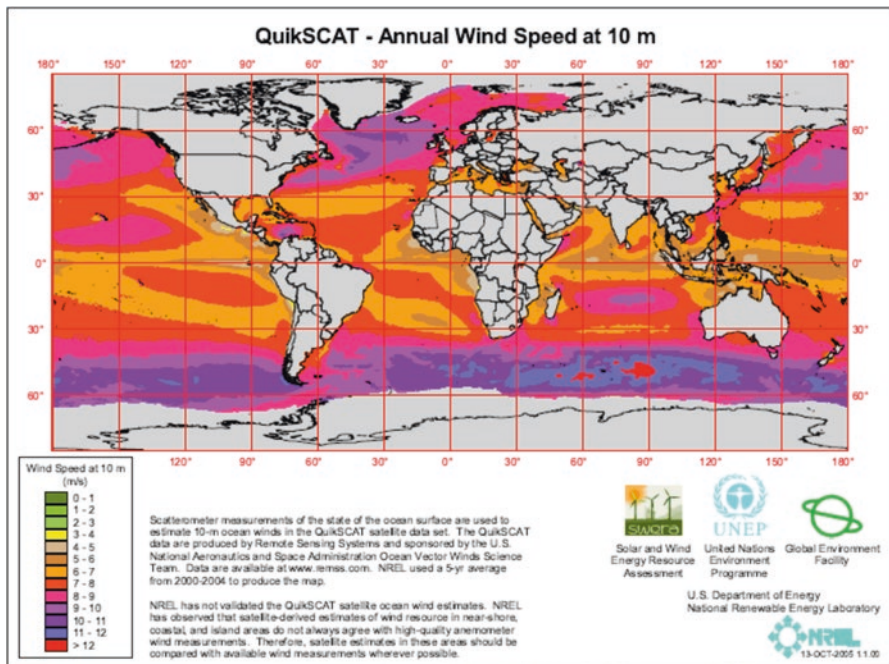 QuikSCAT - Annual Wind Speed at 10 m
180° 150° 120° 90° 60° 30° 0° 30° 60° 90° 120° 150° 180°
60° 60°
30° 30°
0° 0°
30° 30°
60° 60°
120° 90° 60° 30° 0° 30° 60° 90° 120° 150° 180°
Wind Speed at 10 m
(m/s)
0 - 1
1 - 2
2 - 3
3 - 4
4 - 5
5 - 6
6 - 7
7 - 8
8 - 9
9 - 10
10 - 11
11 - 12
> 12
Scatterometer measurements of the state of the ocean surface are used to
estimate 10-m ocean winds in the QuikSCAT satellite data set. The QuikSCAT
data are produced by Remote Sensing Systems and sponsored by the U.S.
National Aeronautics and Space Administration Ocean Vector Winds Science
Team. Data are available at www.remss.com. NREL used a 5-yr average
from 2000-2004 to produce the map.
NREL has not validated the QuikSCAT satellite ocean wind estimates. NREL
has observed that satellite-derived estimates of wind resource in near-shore,
coastal, and island areas do not always agree with high-quality anemometer
wind measurements. Therefore, satellite estimates in these areas should be
compared with available wind measurements wherever possible.
swera
Solar and Wind
Energy Resource
Assessment
UNEP
United Nations
Environment
Programme
Global Environment
Facility
U.S. Department of Energy
National Renewable Energy Laboratory
NREL
13-OCT-2005 1.1.00